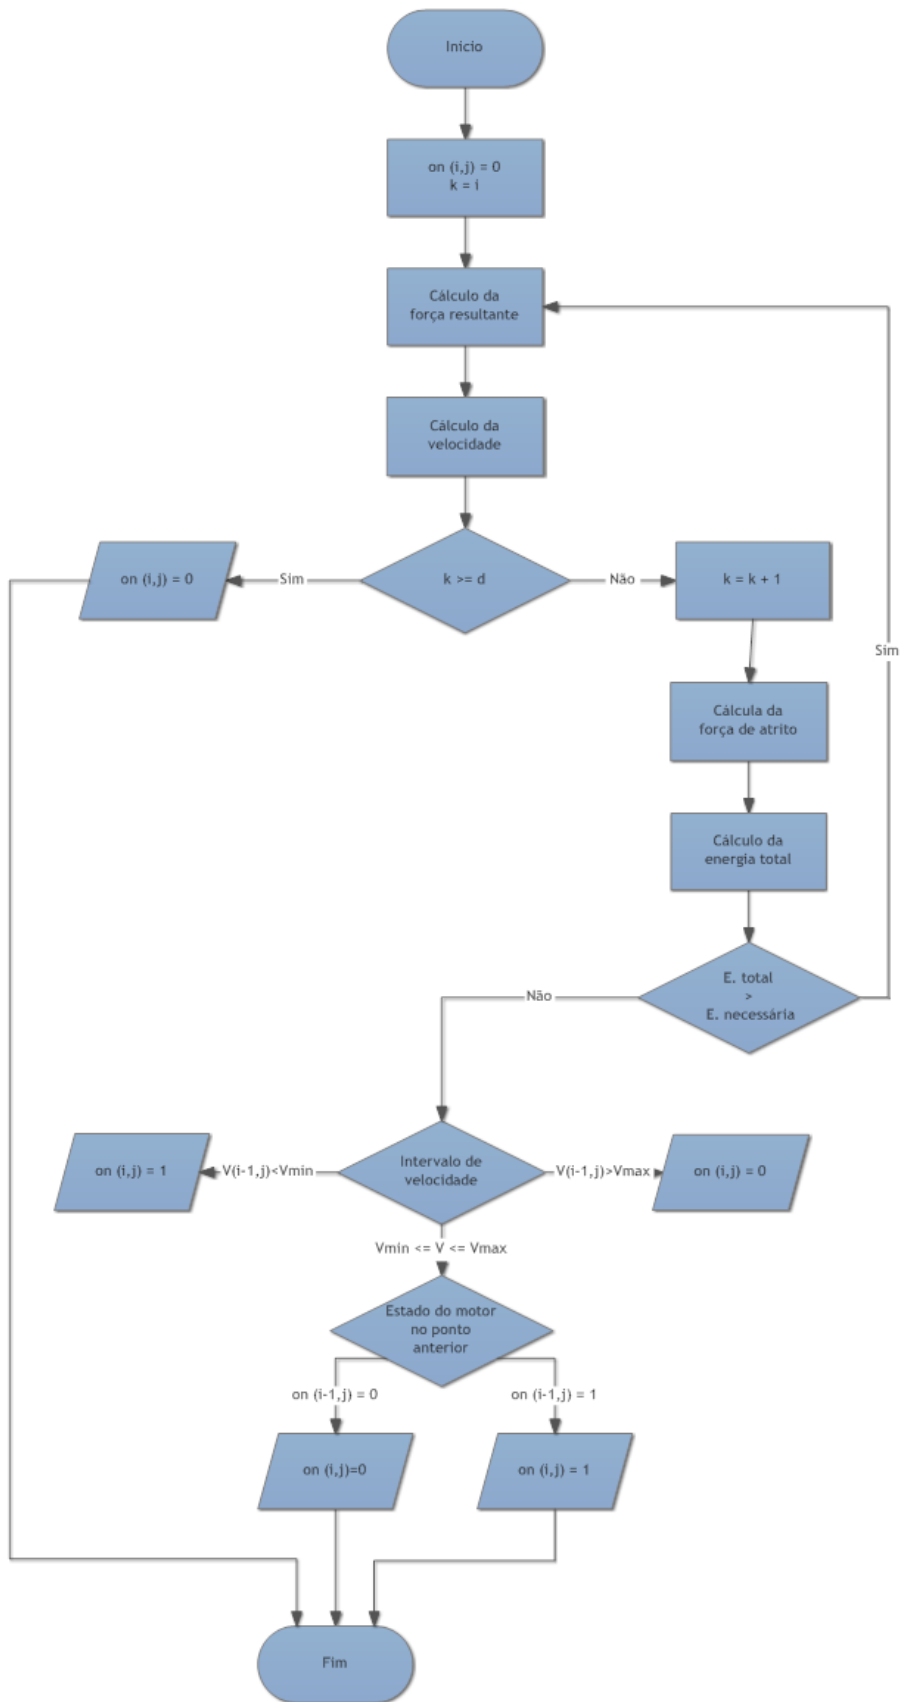 Inicio
on (i,j) = 0
k = i
Cálculo da
força resultante
Cálculo da
velocidade
on (i,j) = 0
Sim
k >= d
Não
k = k + 1
Sim
Cálcula da
força de atrito
Cálculo da
energia total
E. total
>
E. necessária
Não
on (i,j) = 1
V(i-1,j)<Vmin
Intervalo de
velocidade
V(i-1,j)>Vmax
on (i,j) = 0
Vmin <= V <= Vmax
Estado do motor
no ponto
anterior
on (i-1,j) = 0
on (i-1,j) = 1
on (i,j)=0
on (i,j) = 1
Fim